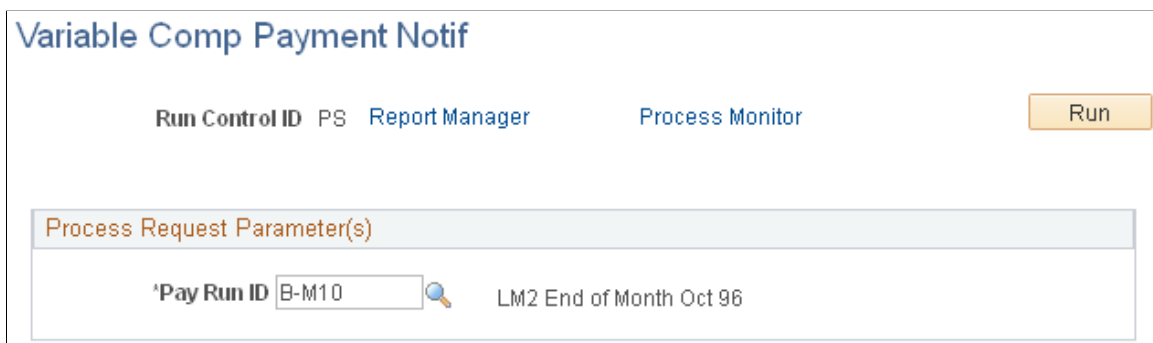 Variable Comp Payment Notif
Run Control ID PS Report Manager Process Monitor Run
Process Request Parameter(s)
*Pay Run ID B-M10 LM2 End of Month Oct 96